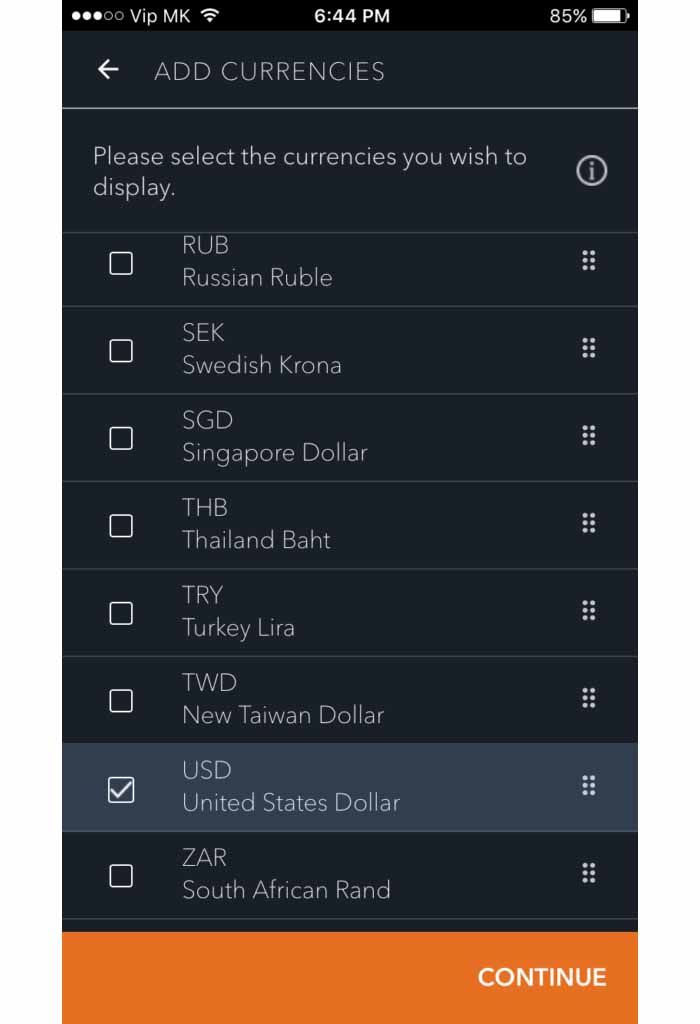 Vip MK 6:44 PM 85%
ADD CURRENCIES
Please select the currencies you wish to
display.
RUB
Russian Ruble
SEK
Swedish Krona
SGD
Singapore Dollar
THB
Thailand Baht
TRY
Turkey Lira
TWD
New Taiwan Dollar
USD
United States Dollar
ZAR
South African Rand
CONTINUE